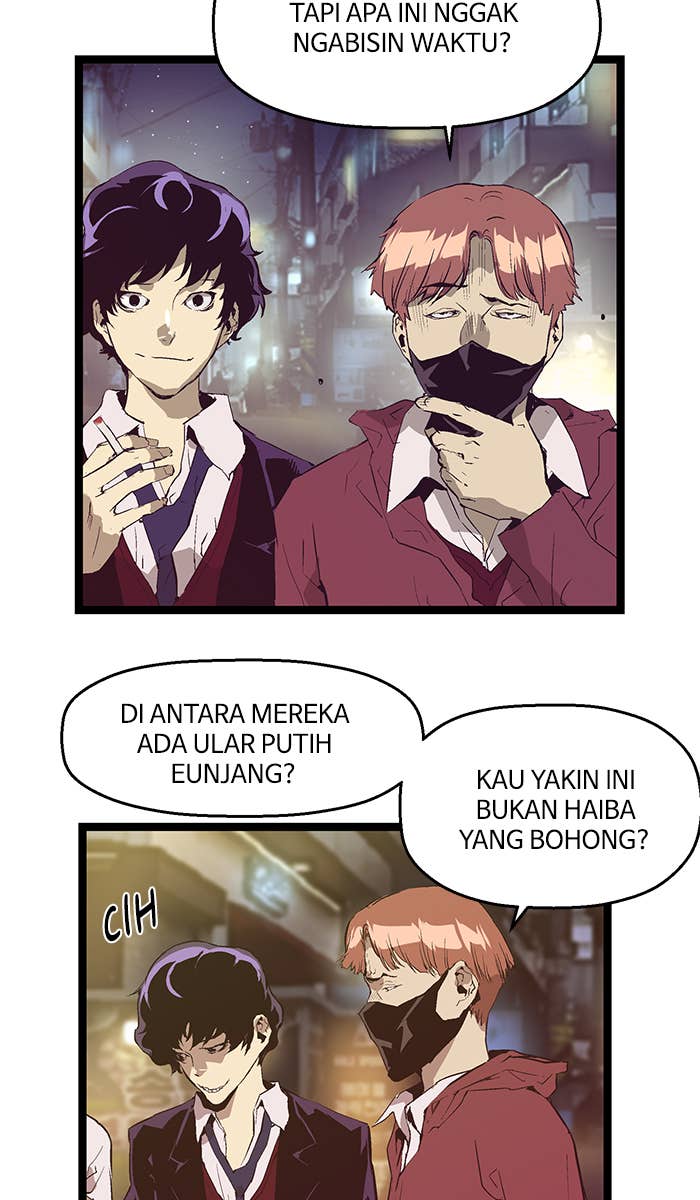 TAPI APA INI NGGAK
NGABISIN WAKTU?
DI ANTARA MEREKA
ADA ULAR PUTIH
EUNJANG?
KAU YAKIN INI
BUKAN HAIBA
YANG BOHONG?
CIH